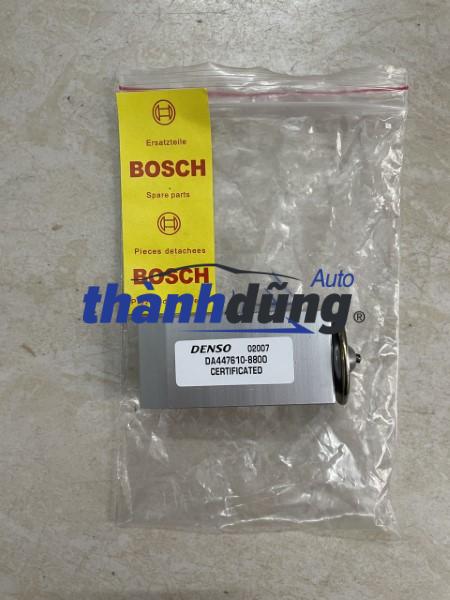 Ersatzteile
BOSCH
Spare parts
Pieces detachees
BOSCH
Auto
thànhdũng®
DENSO 02007
DA447610-8800
CERTIFICATED